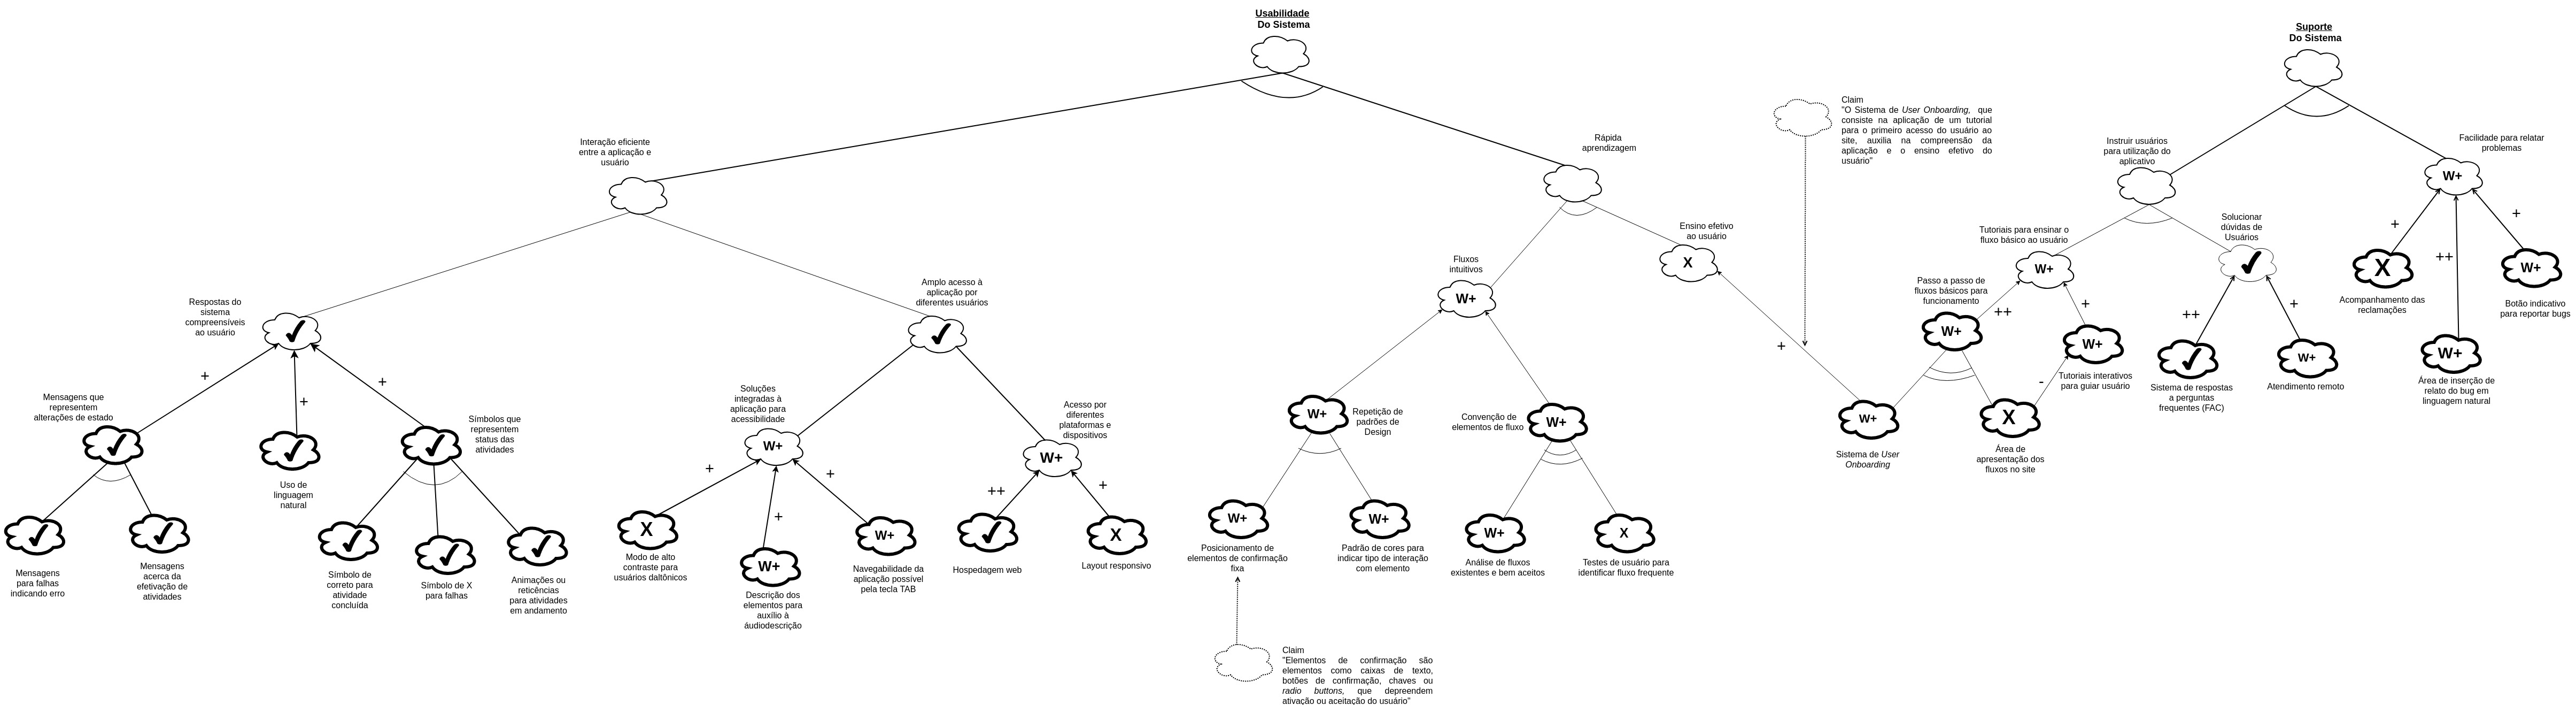 Usabilidade
Do Sistema
Suporte
Do Sistema
Claim
"O Sistema de User Onboarding, que
consiste na aplicação de um tutorial
para o primeiro acesso do usuário ao
site, auxilia na compreensão da
aplicação e o ensino efetivo do
usuário"
Interação eficiente
entre a aplicação e
usuário
Rápida
aprendizagem
Instruir usuários
para utilização do
aplicativo
Facilidade para relatar
problemas
W+
Ensino efetivo
ao usuário
X
Tutoriais para ensinar o
fluxo básico ao usuário
W+
Solucionar
dúvidas de
Usuários
✓
+
++
+
X
Acompanhamento das
reclamações
W+
Botão indicativo
para reportar bugs
Fluxos
intuitivos
W+
Amplo acesso à
aplicação por
diferentes usuários
✓
Respostas do
sistema
compreensíveis
ao usuário
✓
Passo a passo de
fluxos básicos para
funcionamento
W+
++
+
W+
Tutoriais interativos
para guiar usuário
-
++
+
✓
Sistema de respostas
a perguntas
frequentes (FAC)
W+
Atendimento remoto
W+
Área de inserção de
relato do bug em
linguagem natural
+
+
+
+
Mensagens que
representem
alterações de estado
✓
✓
Uso de
linguagem
natural
✓
Símbolos que
representem
status das
atividades
Soluções
integradas à
aplicação para
acessibilidade
W+
Acesso por
diferentes
plataformas e
dispositivos
W+
W+
Repetição de
padrões de
Design
Convenção de
elementos de fluxo
W+
W+
Sistema de User
Onboarding
X
Área de
apresentação dos
fluxos no site
+
+
+
++
+
✓
Mensagens
para falhas
indicando erro
✓
Mensagens
acerca da
efetivação de
atividades
✓
Símbolo de
correto para
atividade
concluída
✓
Símbolo de X
para falhas
✓
Animações ou
reticências
para atividades
em andamento
X
Modo de alto
contraste para
usuários daltônicos
W+
Descrição dos
elementos para
auxílio à
áudiodescrição
W+
Navegabilidade da
aplicação possível
pela tecla TAB
✓
Hospedagem web
X
Layout responsivo
W+
Posicionamento de
elementos de confirmação
fixa
W+
Padrão de cores para
indicar tipo de interação
com elemento
W+
Análise de fluxos
existentes e bem aceitos
X
Testes de usuário para
identificar fluxo frequente
Claim
"Elementos de confirmação são
elementos como caixas de texto,
botões de confirmação, chaves ou
radio buttons, que depreendem
ativação ou aceitação do usuário"